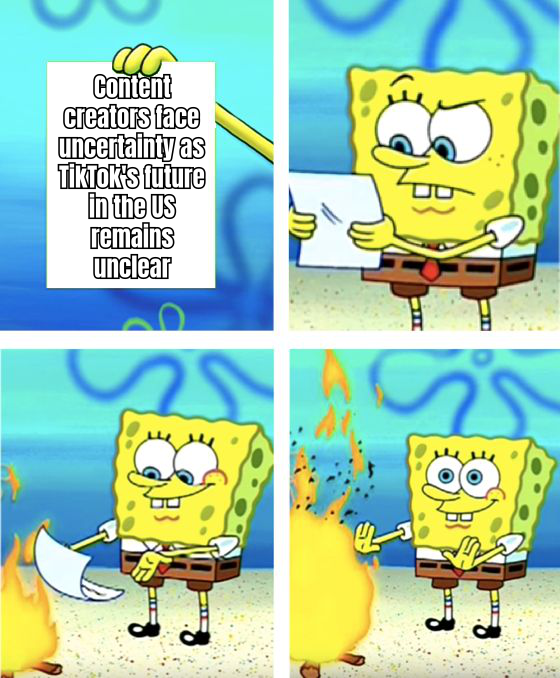 Content
creators face
uncertainty as
TikTok's future
in the US
remains
unclear